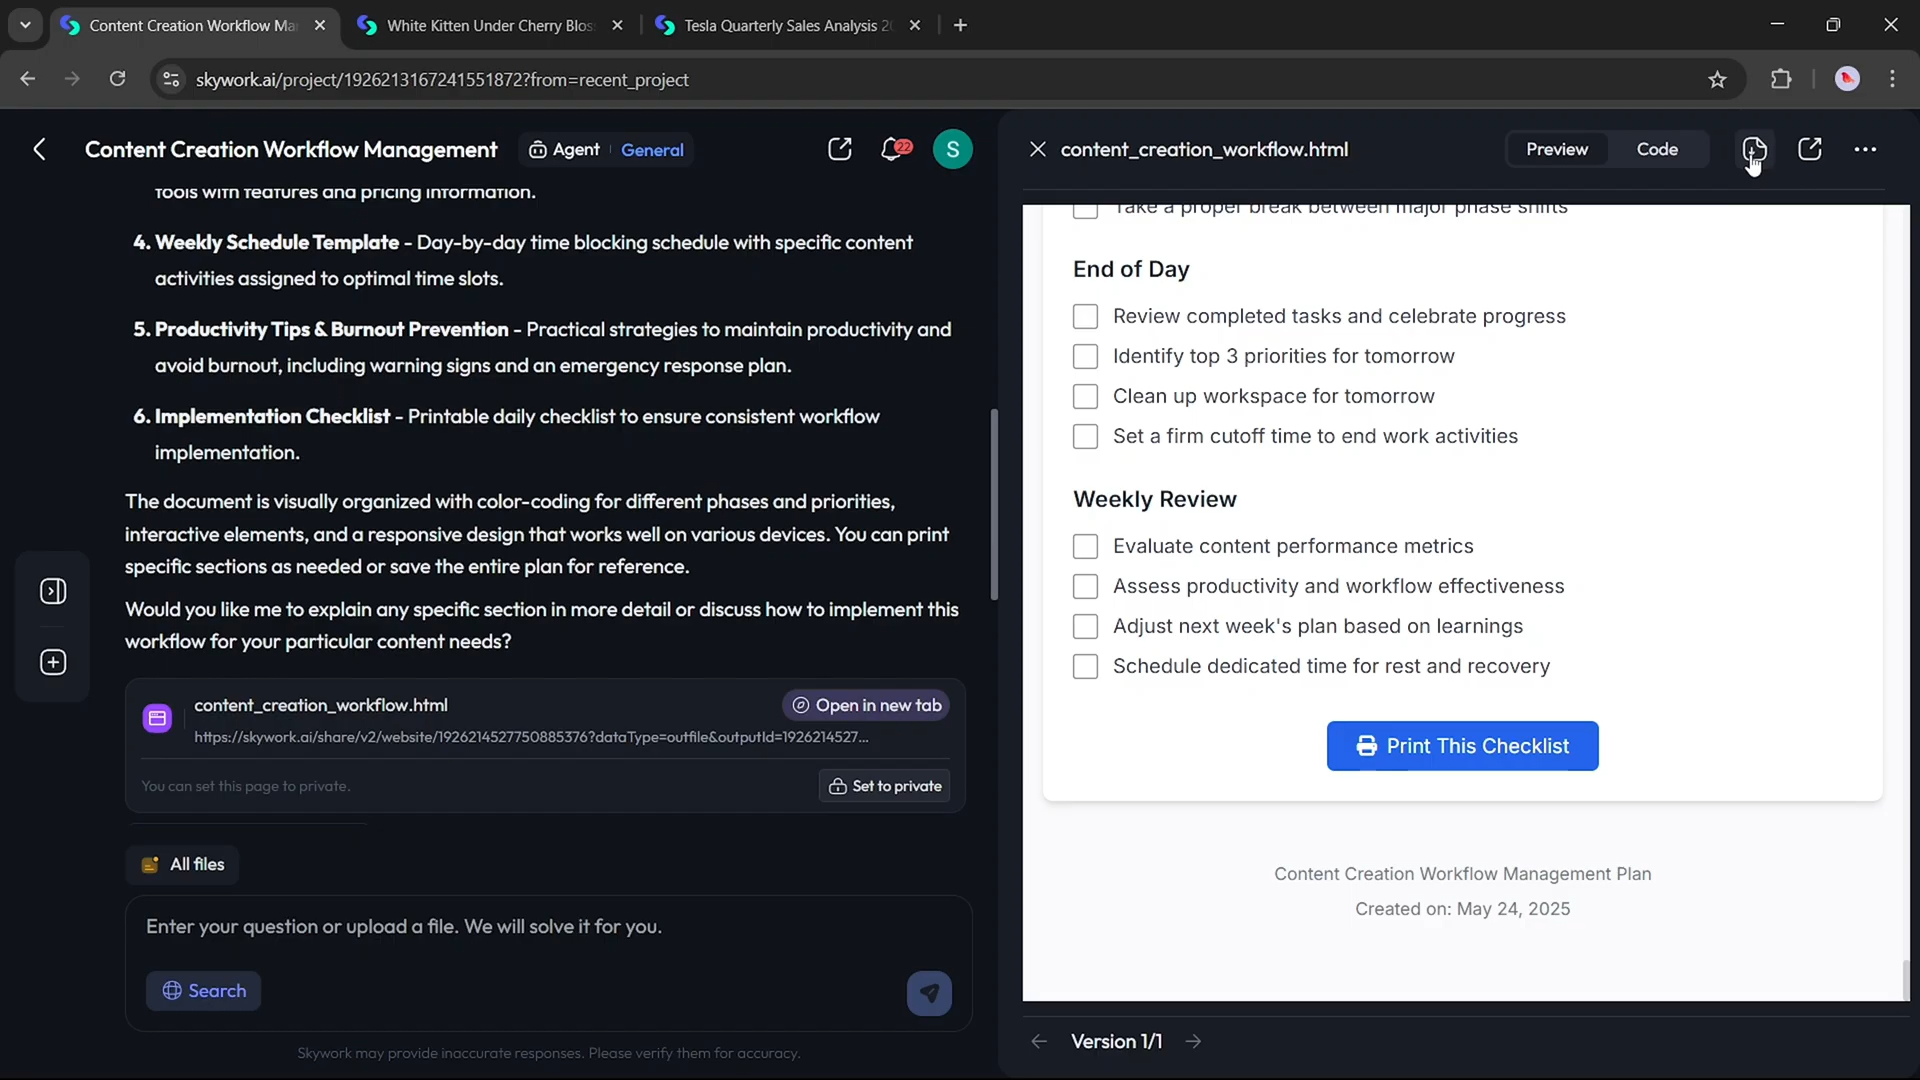 Content Creation Workflow Ma
White Kitten Under Cherry Blos
Tesla Quarterly Sales Analysis 2
skywork.ai/project/1926213167241551872?from=recent_project
Content Creation Workflow Management
Agent
General
22
S
tools with features and pricing information.
4. Weekly Schedule Template - Day-by-day time blocking schedule with specific content
activities assigned to optimal time slots.
5. Productivity Tips & Burnout Prevention - Practical strategies to maintain productivity and
avoid burnout, including warning signs and an emergency response plan.
6. Implementation Checklist - Printable daily checklist to ensure consistent workflow
implementation.
The document is visually organized with color-coding for different phases and priorities,
interactive elements, and a responsive design that works well on various devices. You can print
specific sections as needed or save the entire plan for reference.
Would you like me to explain any specific section in more detail or discuss how to implement this
workflow for your particular content needs?
content_creation_workflow.html
Open in new tab
https://skywork.ai/share/v2/website/1926214527750885376?dataType=outfile&outputId=1926214527...
You can set this page to private.
Set to private
All files
Enter your question or upload a file. We will solve it for you.
Search
Skywork may provide inaccurate responses. Please verify them for accuracy.
content_creation_workflow.html
Preview
Code
Take a proper break between major phase shifts
End of Day
Review completed tasks and celebrate progress
Identify top 3 priorities for tomorrow
Clean up workspace for tomorrow
Set a firm cutoff time to end work activities
Weekly Review
Evaluate content performance metrics
Assess productivity and workflow effectiveness
Adjust next week's plan based on learnings
Schedule dedicated time for rest and recovery
Print This Checklist
Content Creation Workflow Management Plan
Created on: May 24, 2025
Version 1/1